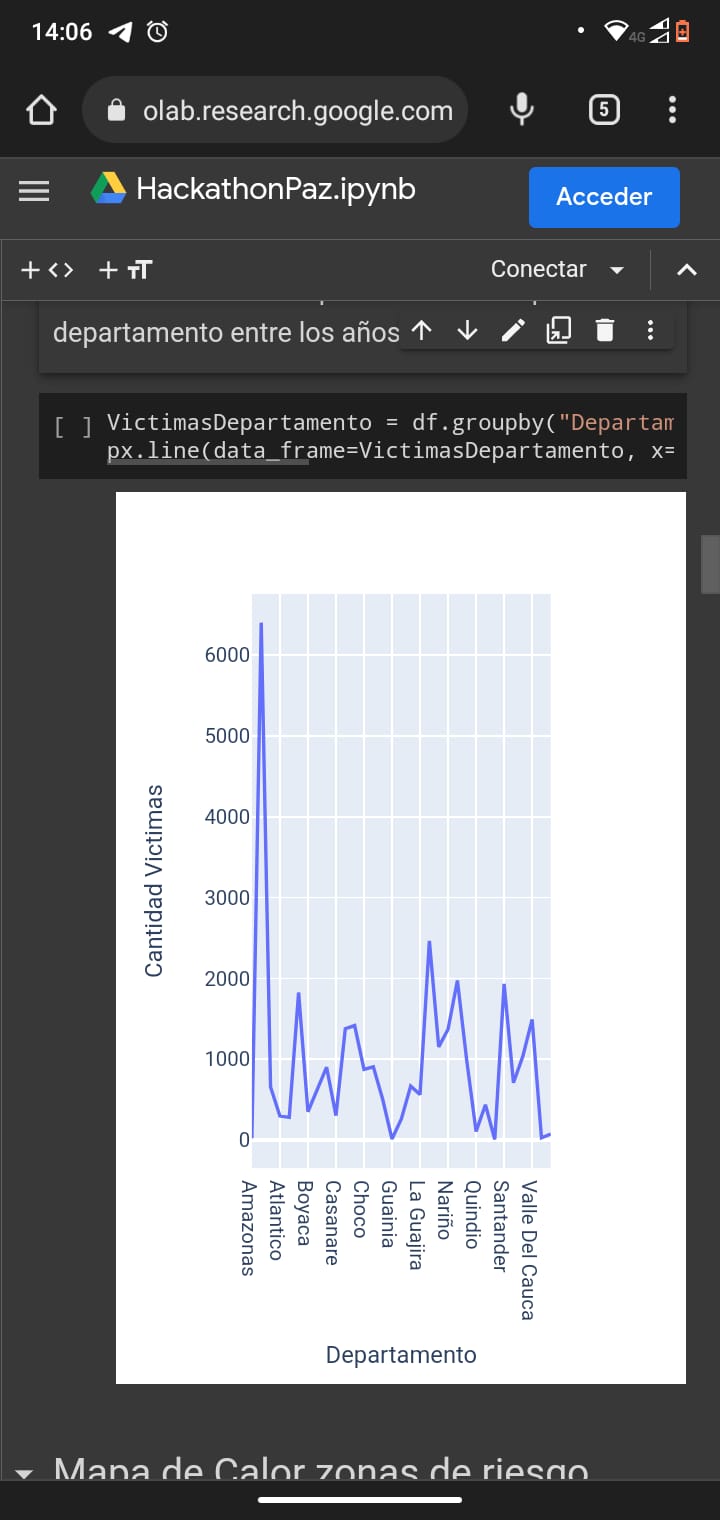 14:06
4G
olab.research.google.com
5
HackathonPaz.ipynb
Acceder
+ <> + TT
Conectar
departamento entre los años
[ ] VictimasDepartamento = df.groupby("Departam
px.line(data_frame=VictimasDepartamento, x=
6000
5000
4000
3000
2000
1000
0
Cantidad Victimas
Amazonas
Atlantico
Boyaca
Casanare
Choco
Guainia
La Guajira
Nariño
Quindio
Santander
Valle Del Cauca
Departamento
Mapa de Calor zonas de riesgo